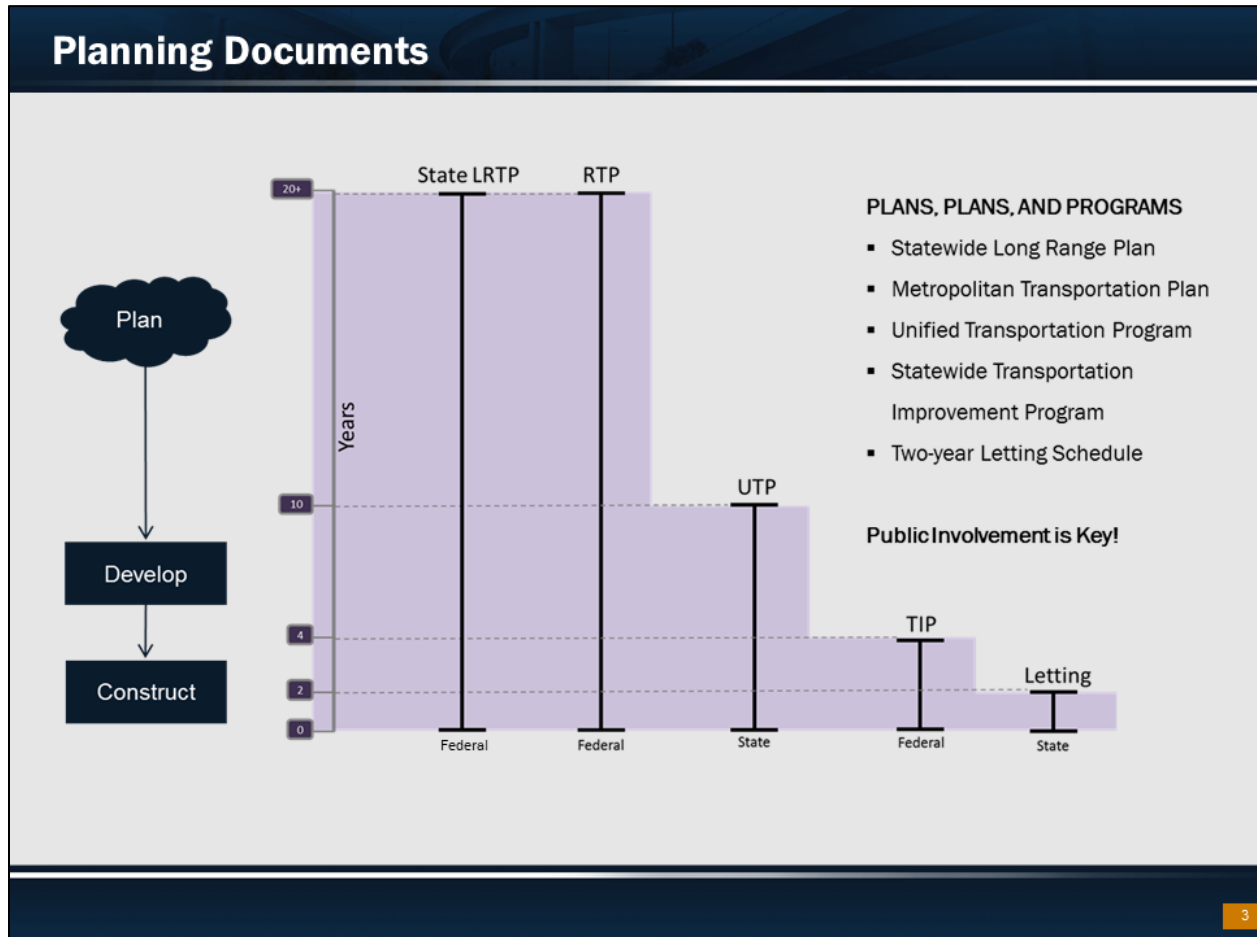 Planning Documents
Plan
Develop
Construct
Years
20+
10
4
2
0
State LRTP
RTP
UTP
TIP
Letting
Federal
Federal
State
Federal
State
PLANS, PLANS, AND PROGRAMS
▪ Statewide Long Range Plan
▪ Metropolitan Transportation Plan
▪ Unified Transportation Program
▪ Statewide Transportation
Improvement Program
▪ Two-year Letting Schedule
Public Involvement is Key!
3